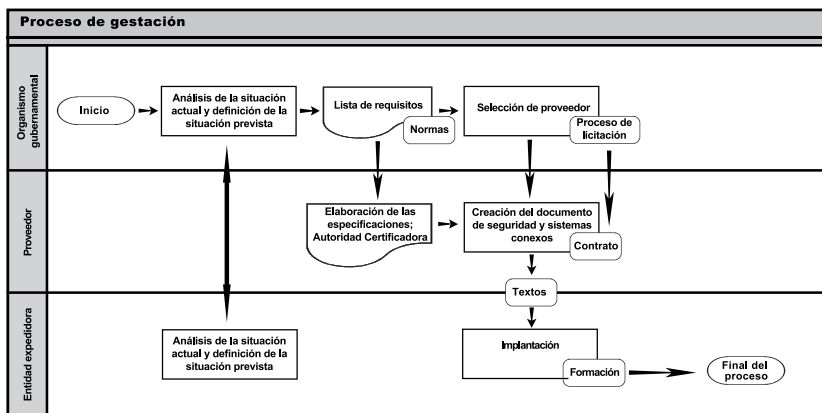 Proceso de gestación
Organismo
gubernamental
Inicio
Análisis de la situación
actual y definición de la
situación prevista
Lista de requisitos
Normas
Selección de proveedor
Proceso de
licitación
Proveedor
Elaboración de las
especificaciones;
Autoridad Certificadora
Creación del documento
de seguridad y sistemas
conexos
Contrato
Textos
Entidad expedidora
Análisis de la situación
actual y definición de la
situación prevista
Implantación
Formación
Final del
proceso